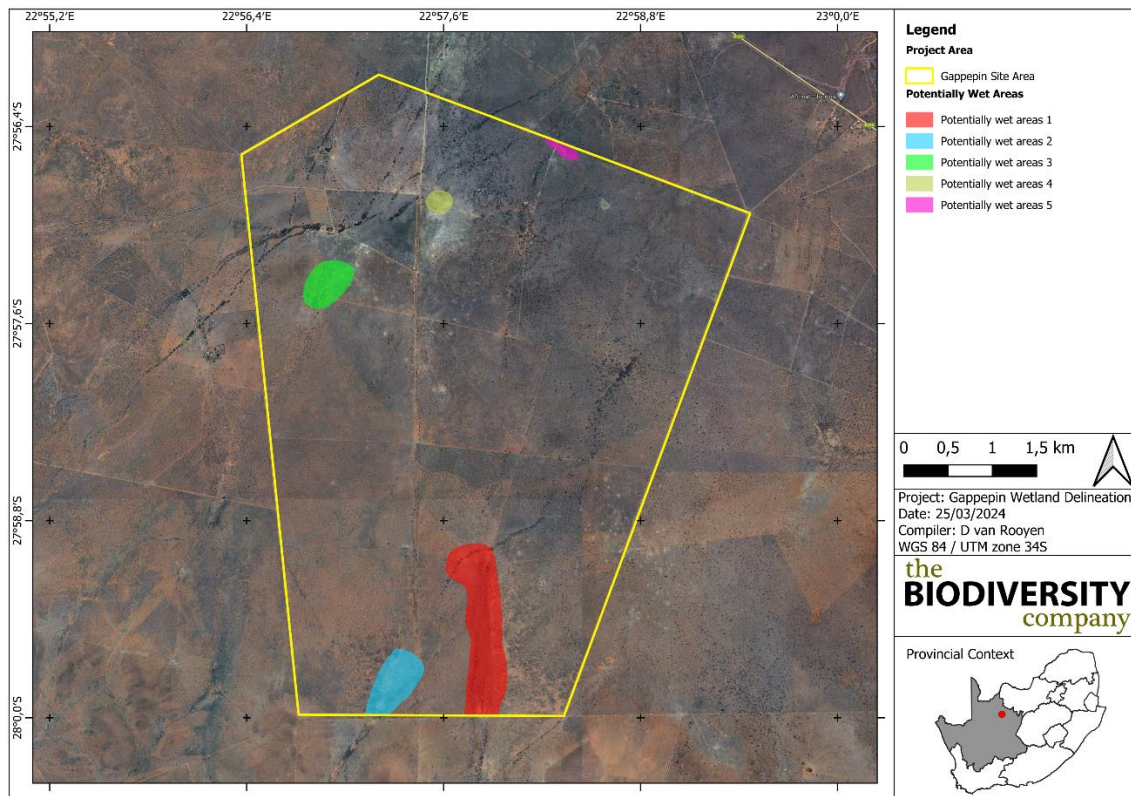 22°55,2'E 22°56,4'E 22°57,6'E 22°58,8'E 23°0,0'E
27°56,4'S
27°57,6'S
27°58,8'S
28°0,0'S
Legend
Project Area
Gappepin Site Area
Potentially Wet Areas
Potentially wet areas 1
Potentially wet areas 2
Potentially wet areas 3
Potentially wet areas 4
Potentially wet areas 5
0 0,5 1 1,5 km
Project: Gappepin Wetland Delineation
Date: 25/03/2024
Compiler: D van Rooyen
WGS 84 / UTM zone 34S
the
BIODIVERSITY
company
Provincial Context